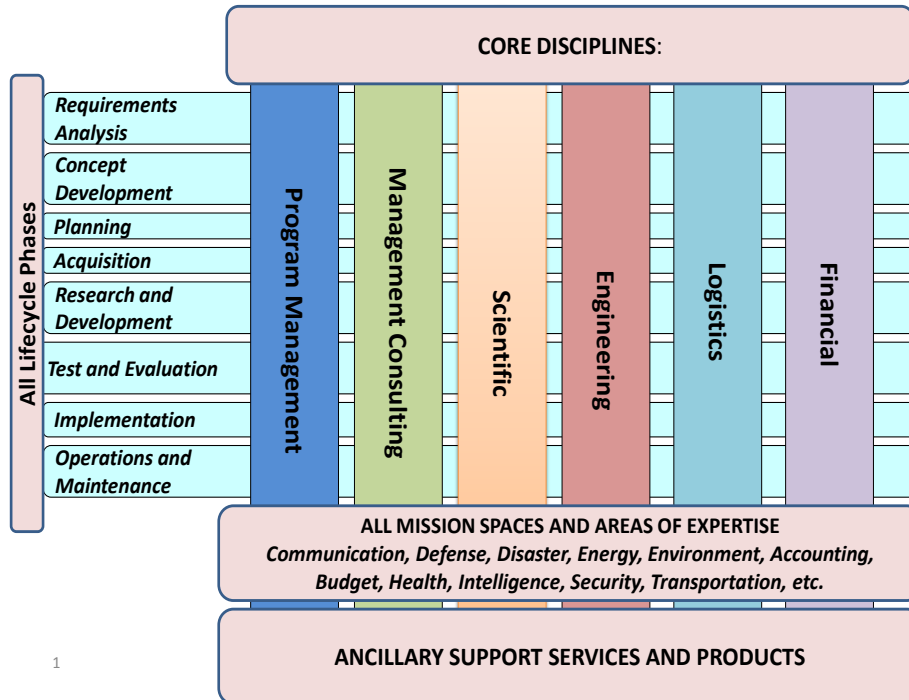 CORE DISCIPLINES:
All Lifecycle Phases
Requirements
Analysis
Concept
Development
Planning
Acquisition
Research and
Development
Test and Evaluation
Implementation
Operations and
Maintenance
Program Management
Management Consulting
Scientific
Engineering
Logistics
Financial
ALL MISSION SPACES AND AREAS OF EXPERTISE
Communication, Defense, Disaster, Energy, Environment, Accounting,
Budget, Health, Intelligence, Security, Transportation, etc.
ANCILLARY SUPPORT SERVICES AND PRODUCTS
1